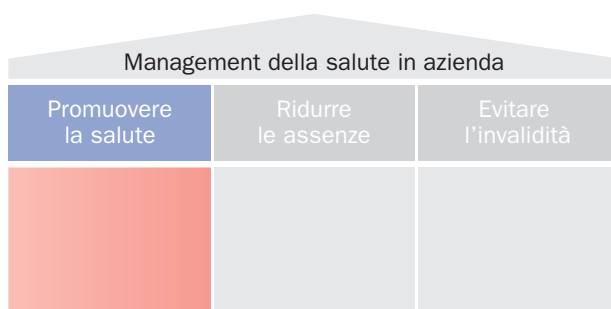 Management della salute in azienda
Promuovere
la salute
Ridurre
le assenze
Evitare
l'invalidità